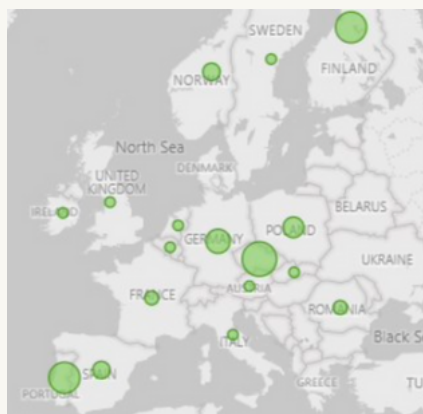 SWEDEN
NORWAY
FINLAND
North Sea
DENMARK
UNITED
KINGDOM
IRELAND
BELARUS
POLAND
GERMANY
UKRAINE
AUSTRIA
FRANCE
ROMANIA
Black S
ITALY
SPAIN
PORTUGAL
GREECE
TU